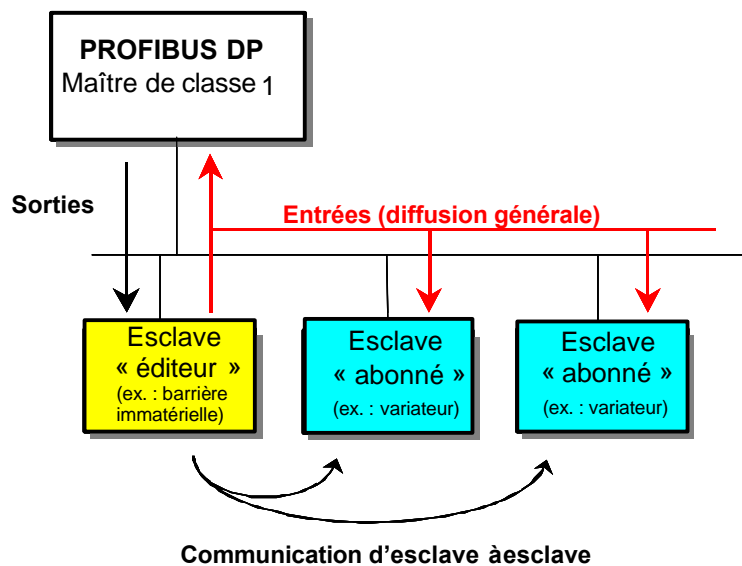 PROFIBUS DP
Maître de classe 1
Sorties
Entrées (diffusion générale)
Esclave
« éditeur »
(ex. : barrière
immatérielle)
Esclave
« abonné »
(ex. : variateur)
Esclave
« abonné »
(ex. : variateur)
Communication d’esclave àesclave